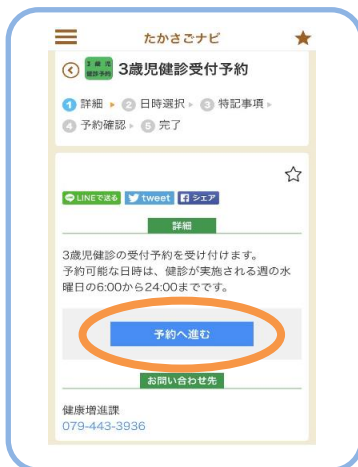 たかさごナビ
3歳児
健診予約
3歳児健診受付予約
1 詳細 ▸ 2 日時選択 ▸ 3 特記事項 ▸
4 予約確認 ▸ 5 完了
LINEで送る tweet シェア
詳細
3歳児健診の受付予約を受け付けます。
予約可能な日時は、健診が実施される週の水
曜日の6:00から24:00までです。
予約へ進む
お問い合わせ先
健康増進課
079-443-3936